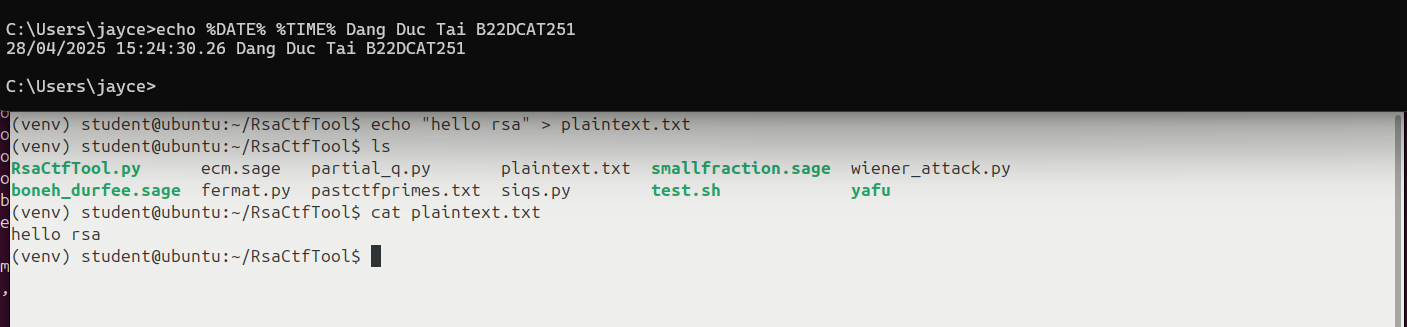 C:\Users\jayce>echo %DATE% %TIME% Dang Duc Tai B22DCAT251
28/04/2025 15:24:30.26 Dang Duc Tai B22DCAT251
C:\Users\jayce>
(venv) student@ubuntu:~/RsaCtfTool$ echo "hello rsa" > plaintext.txt
(venv) student@ubuntu:~/RsaCtfTool$ ls
RsaCtfTool.py ecm.sage partial_q.py plaintext.txt smallfraction.sage wiener_attack.py
boneh_durfee.sage fermat.py pastctfprimes.txt siqs.py test.sh yafu
(venv) student@ubuntu:~/RsaCtfTool$ cat plaintext.txt
hello rsa
(venv) student@ubuntu:~/RsaCtfTool$